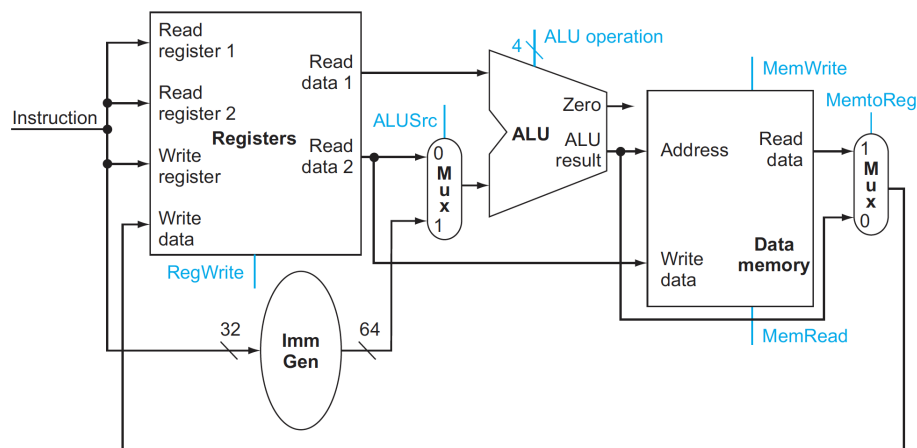 Instruction
Read
register 1
Read
register 2
Registers
Write
register
Write
data
Read
data 1
Read
data 2
RegWrite
32
Imm
Gen
64
ALUSrc
0
M
u
x
1
4
ALU operation
ALU
Zero
ALU
result
MemWrite
Address
Read
data
Write
data
Data
memory
MemRead
MemtoReg
1
M
u
x
0